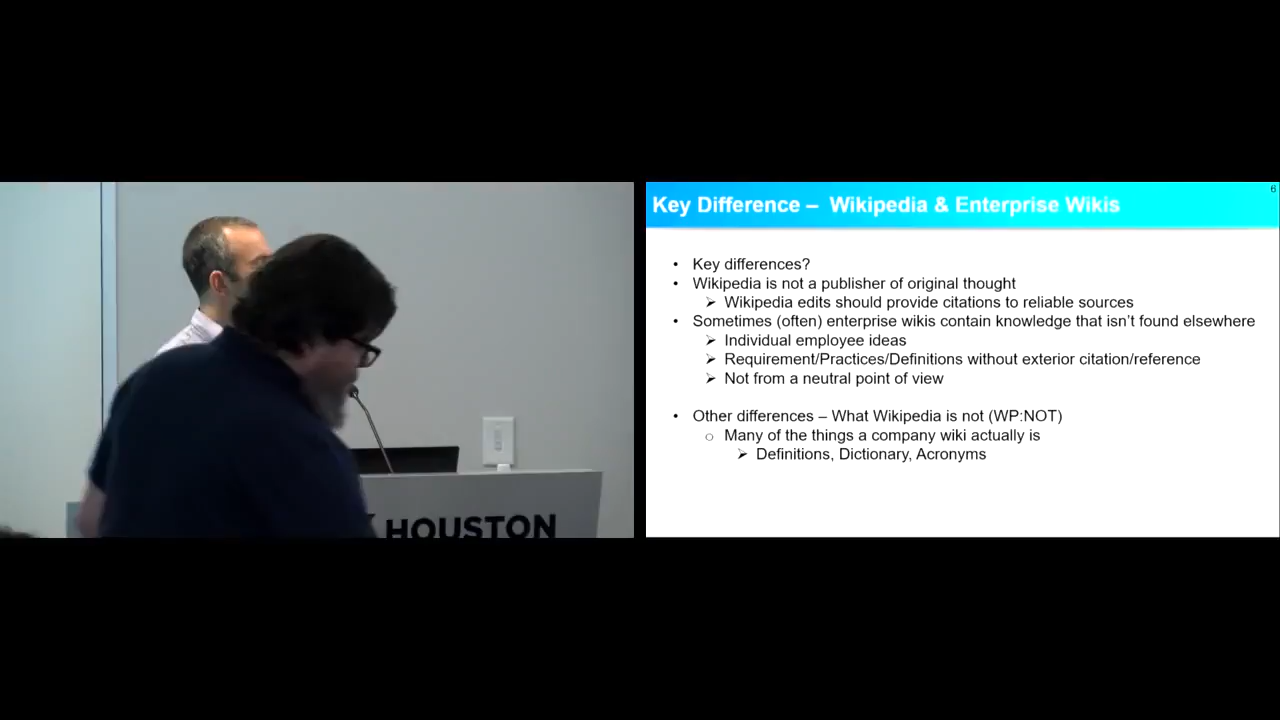 HOUSTON
6
Key Difference – Wikipedia & Enterprise Wikis
• Key differences?
• Wikipedia is not a publisher of original thought
➢ Wikipedia edits should provide citations to reliable sources
• Sometimes (often) enterprise wikis contain knowledge that isn’t found elsewhere
➢ Individual employee ideas
➢ Requirement/Practices/Definitions without exterior citation/reference
➢ Not from a neutral point of view
• Other differences – What Wikipedia is not (WP:NOT)
○ Many of the things a company wiki actually is
➢ Definitions, Dictionary, Acronyms